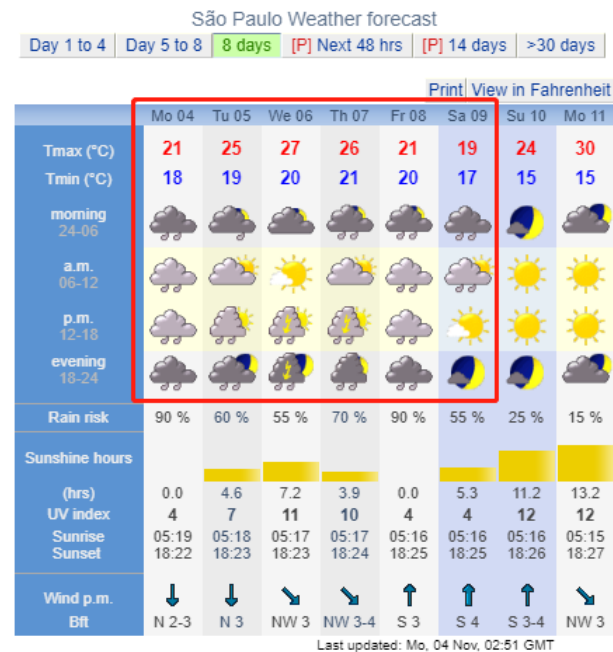 São Paulo Weather forecast
Day 1 to 4 Day 5 to 8 8 days [P] Next 48 hrs [P] 14 days >30 days
Print View in Fahrenheit
Mo 04 Tu 05 We 06 Th 07 Fr 08 Sa 09 Su 10 Mo 11
Tmax (°C) 21 25 27 26 21 19 24 30
Tmin (°C) 18 19 20 21 20 17 15 15
morning
24-06
a.m.
06-12
p.m.
12-18
evening
18-24
Rain risk 90 % 60 % 55 % 70 % 90 % 55 % 25 % 15 %
Sunshine hours
(hrs) 0.0 4.6 7.2 3.9 0.0 5.3 11.2 13.2
UV index 4 7 11 10 4 4 12 12
Sunrise 05:19 05:18 05:17 05:17 05:16 05:16 05:16 05:15
Sunset 18:22 18:23 18:23 18:24 18:25 18:25 18:26 18:27
Wind p.m.
Bft N 2-3 N 3 NW 3 NW 3-4 S 3 S 4 S 3-4 NW 3
Last updated: Mo, 04 Nov, 02:51 GMT